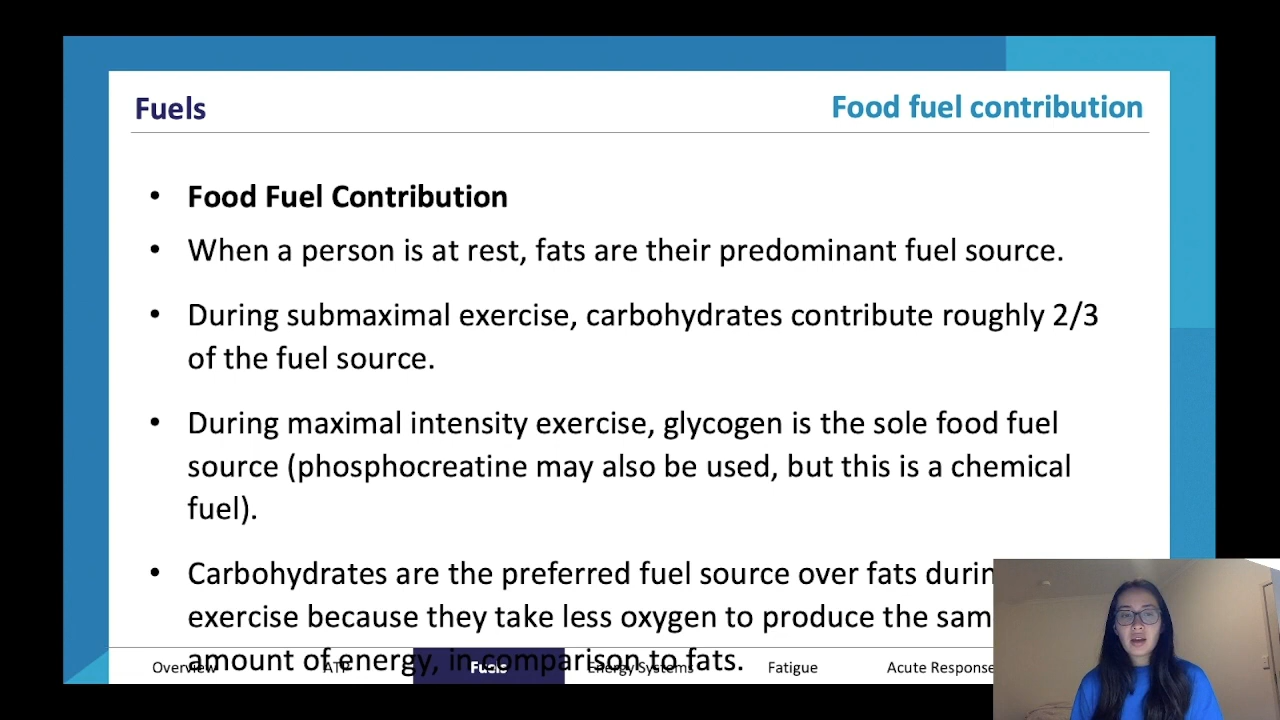 Fuels
Food fuel contribution
• Food Fuel Contribution
• When a person is at rest, fats are their predominant fuel source.
• During submaximal exercise, carbohydrates contribute roughly 2/3
of the fuel source.
• During maximal intensity exercise, glycogen is the sole food fuel
source (phosphocreatine may also be used, but this is a chemical
fuel).
• Carbohydrates are the preferred fuel source over fats durin
exercise because they take less oxygen to produce the sam
amount of energy, in comparison to fats.
Overview ATP Fuels Energy Systems Fatigue Acute Response